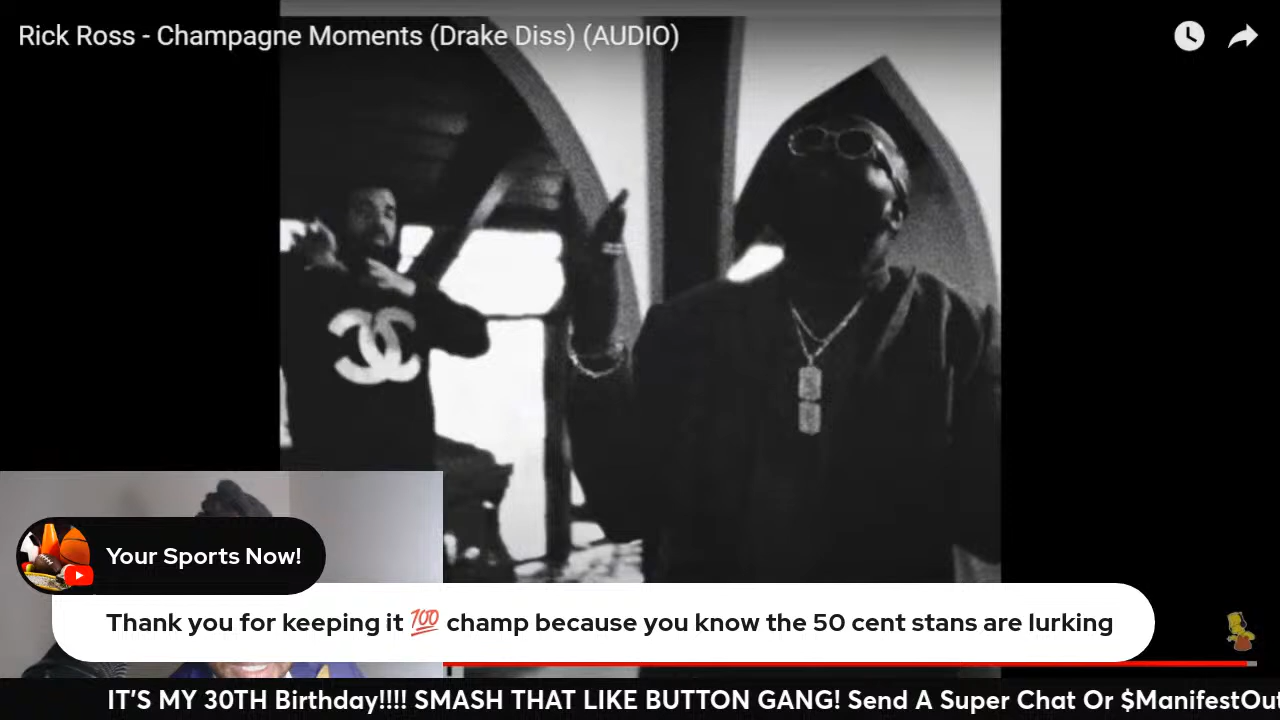 Rick Ross - Champagne Moments (Drake Diss) (AUDIO)
Your Sports Now!
Thank you for keeping it 💯 champ because you know the 50 cent stans are lurking
IT'S MY 30TH Birthday!!!! SMASH THAT LIKE BUTTON GANG! Send A Super Chat Or $ManifestOu